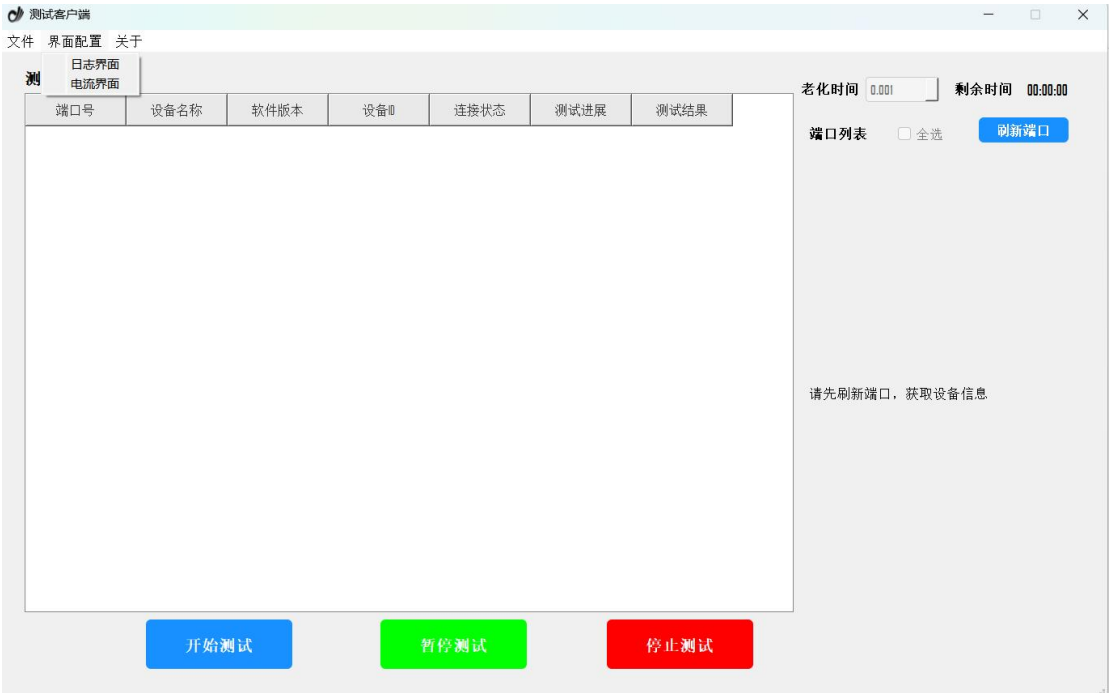 测试客户端
文件 界面配置 关于
日志界面
电流界面
测
老化时间 0.001 剩余时间 00:00:00
端口号 设备名称 软件版本 设备ID 连接状态 测试进展 测试结果
端口列表 全选 刷新端口
请先刷新端口，获取设备信息
开始测试 暂停测试 停止测试